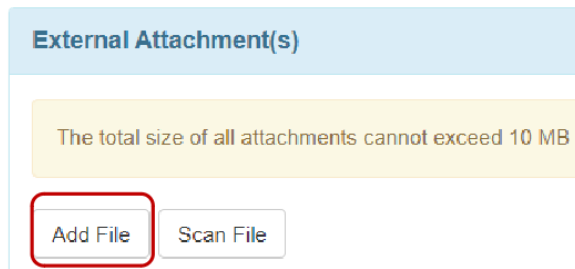 External Attachment(s)
The total size of all attachments cannot exceed 10 MB
Add File
Scan File